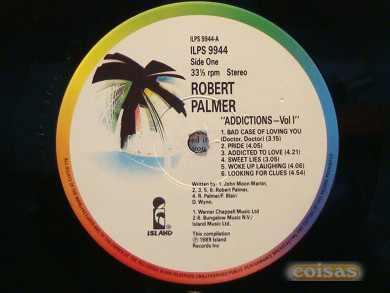 ILPS 9944-A
ILPS 9944
Side One
33⅓ rpm Stereo
ROBERT
PALMER
"ADDICTIONS – Vol I"
1. BAD CASE OF LOVING YOU
(Doctor, Doctor) (3.15)
2. PRIDE (4.05)
3. ADDICTED TO LOVE (4.21)
4. SWEET LIES (3.05)
5. WOKE UP LAUGHING (4.06)
6. LOOKING FOR CLUES (4.54)
Written by - 1. John Moon Martin,
2, 3, 5, 6. Robert Palmer,
4. R. Palmer/F. Blair/
D. Wynn.
1. Warner Chappell Music Ltd
2-6. Bungalow Music N.V./
Island Music Ltd.
This compilation
Ⓟ 1989 Island
Records Inc
ISLAND
coisas